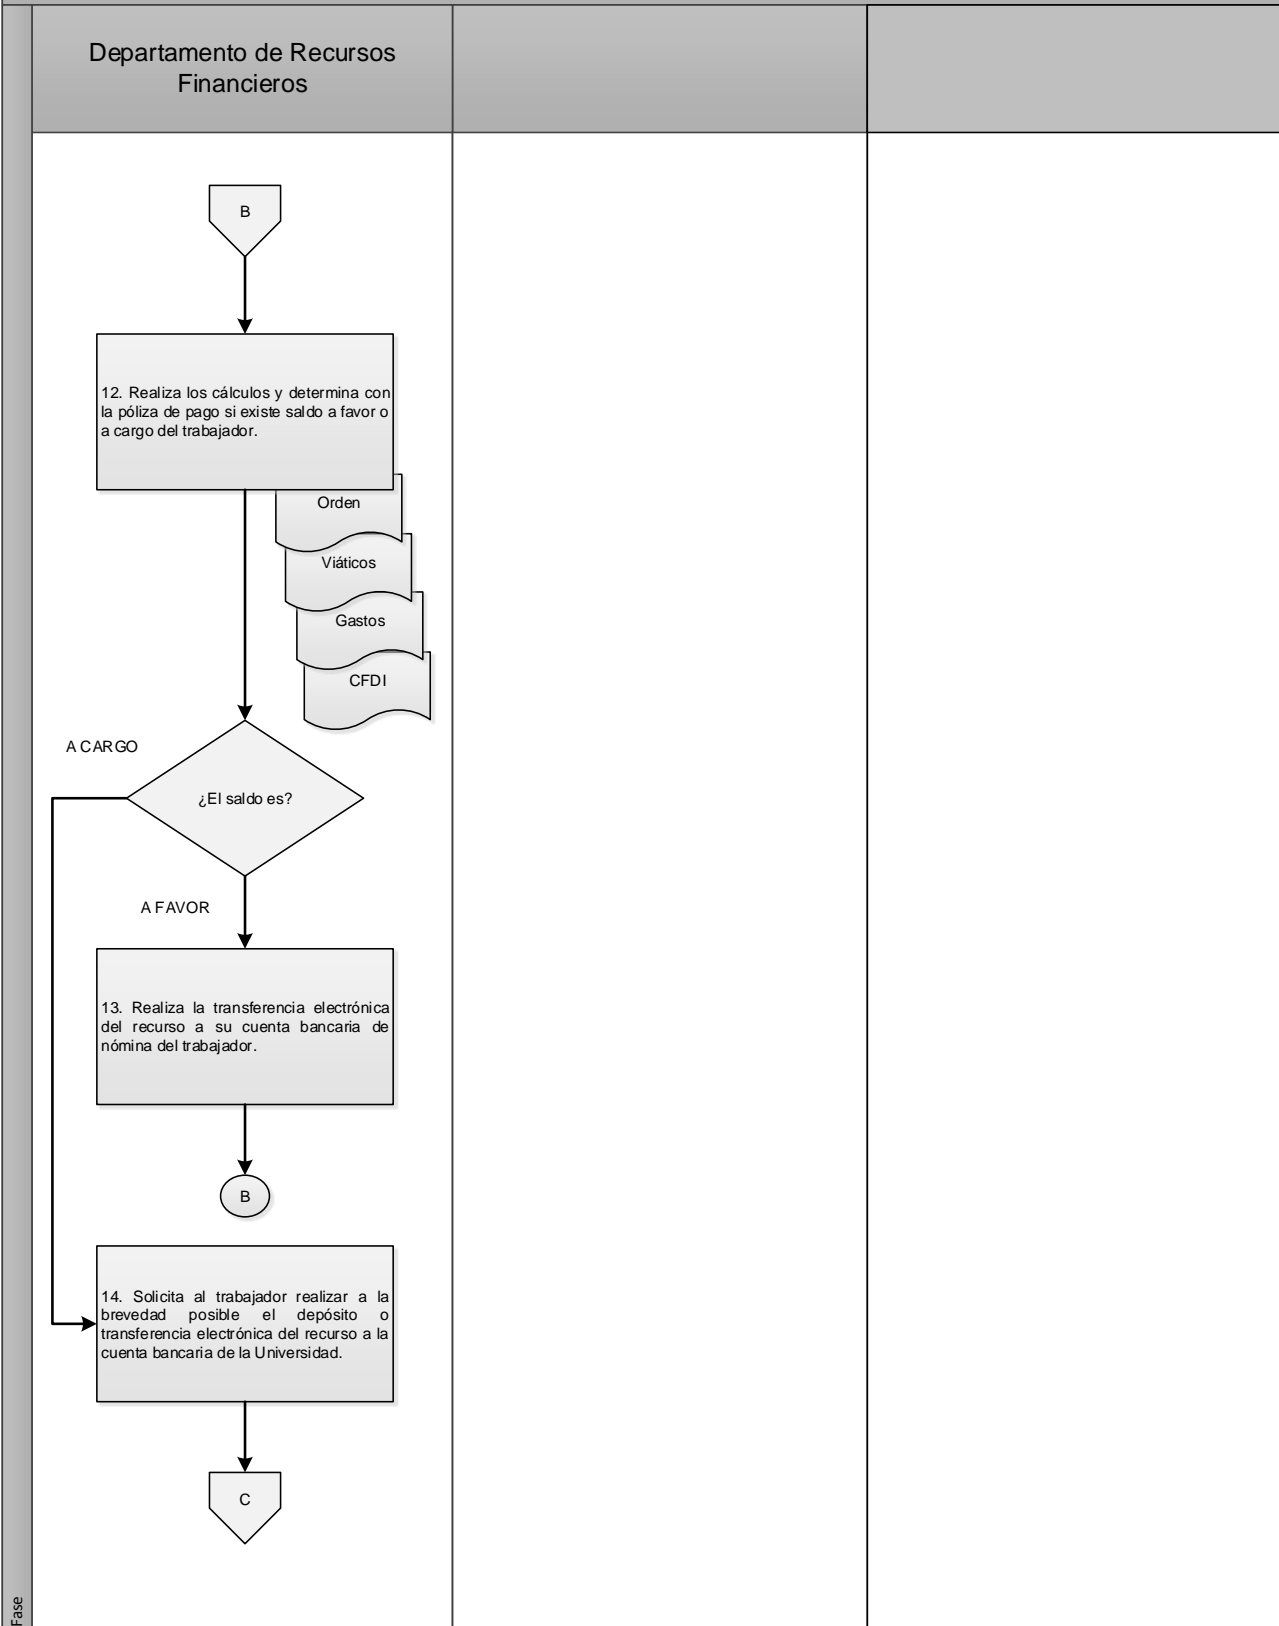 Departamento de Recursos
Financieros
B
12. Realiza los cálculos y determina con
la póliza de pago si existe saldo a favor o
a cargo del trabajador.
Orden
Viáticos
Gastos
CFDI
A CARGO
¿El saldo es?
A FAVOR
13. Realiza la transferencia electrónica
del recurso a su cuenta bancaria de
nómina del trabajador.
B
14. Solicita al trabajador realizar a la
brevedad posible el depósito o
transferencia electrónica del recurso a la
cuenta bancaria de la Universidad.
C
Fase